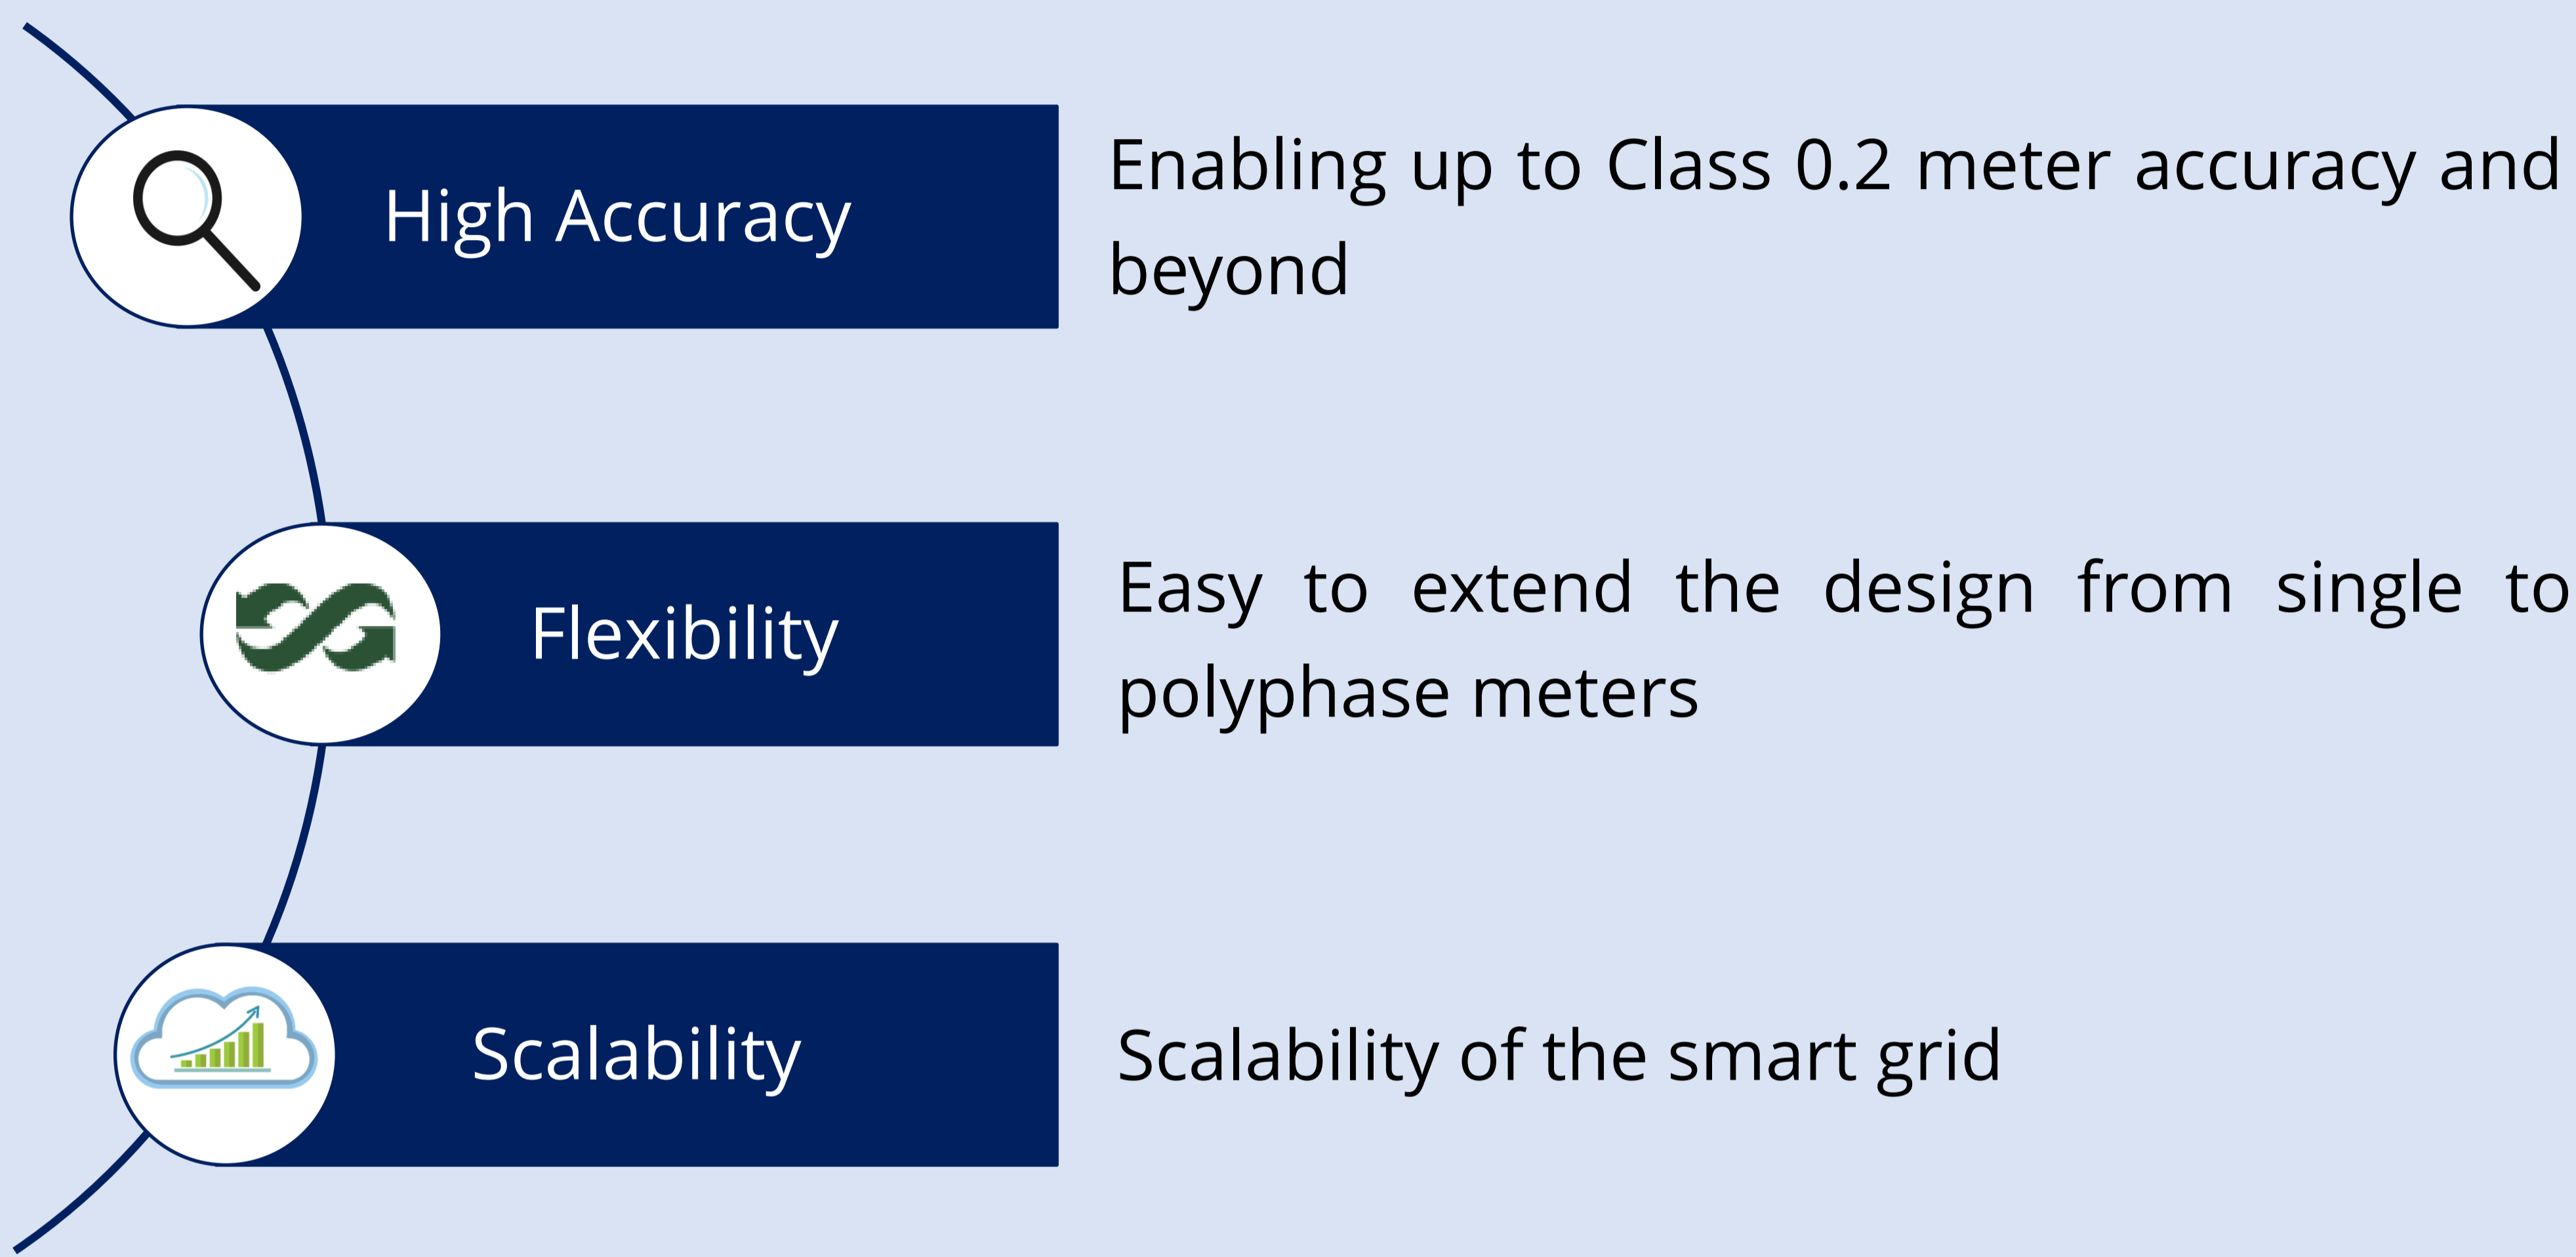 High Accuracy
Enabling up to Class 0.2 meter accuracy and
beyond
Flexibility
Easy to extend the design from single to
polyphase meters
Scalability
Scalability of the smart grid